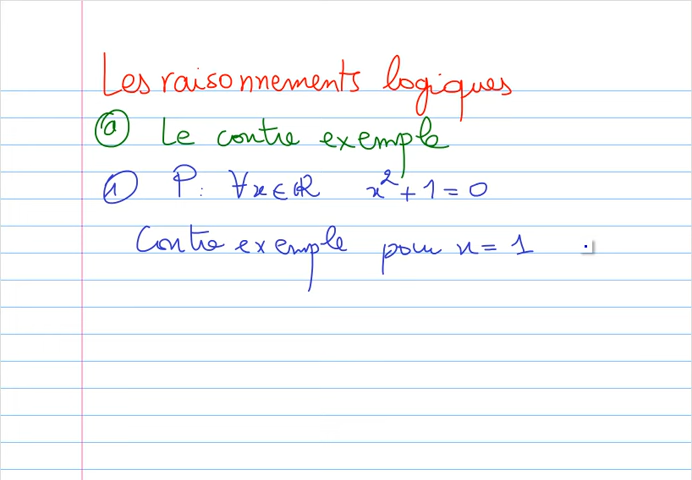 Les raisonnements logiques
ⓐ Le contre exemple
① P: ∀x∈ℝ x²+1=0
Contre exemple pour x = 1